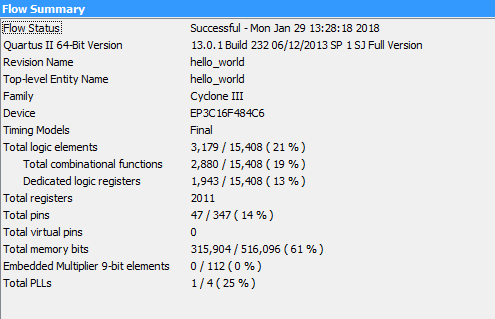 Flow Summary
Flow Status Successful - Mon Jan 29 13:28:18 2018
Quartus II 64-Bit Version 13.0.1 Build 232 06/12/2013 SP 1 SJ Full Version
Revision Name hello_world
Top-level Entity Name hello_world
Family Cyclone III
Device EP3C16F484C6
Timing Models Final
Total logic elements 3,179 / 15,408 ( 21 % )
Total combinational functions 2,880 / 15,408 ( 19 % )
Dedicated logic registers 1,943 / 15,408 ( 13 % )
Total registers 2011
Total pins 47 / 347 ( 14 % )
Total virtual pins 0
Total memory bits 315,904 / 516,096 ( 61 % )
Embedded Multiplier 9-bit elements 0 / 112 ( 0 % )
Total PLLs 1 / 4 ( 25 % )